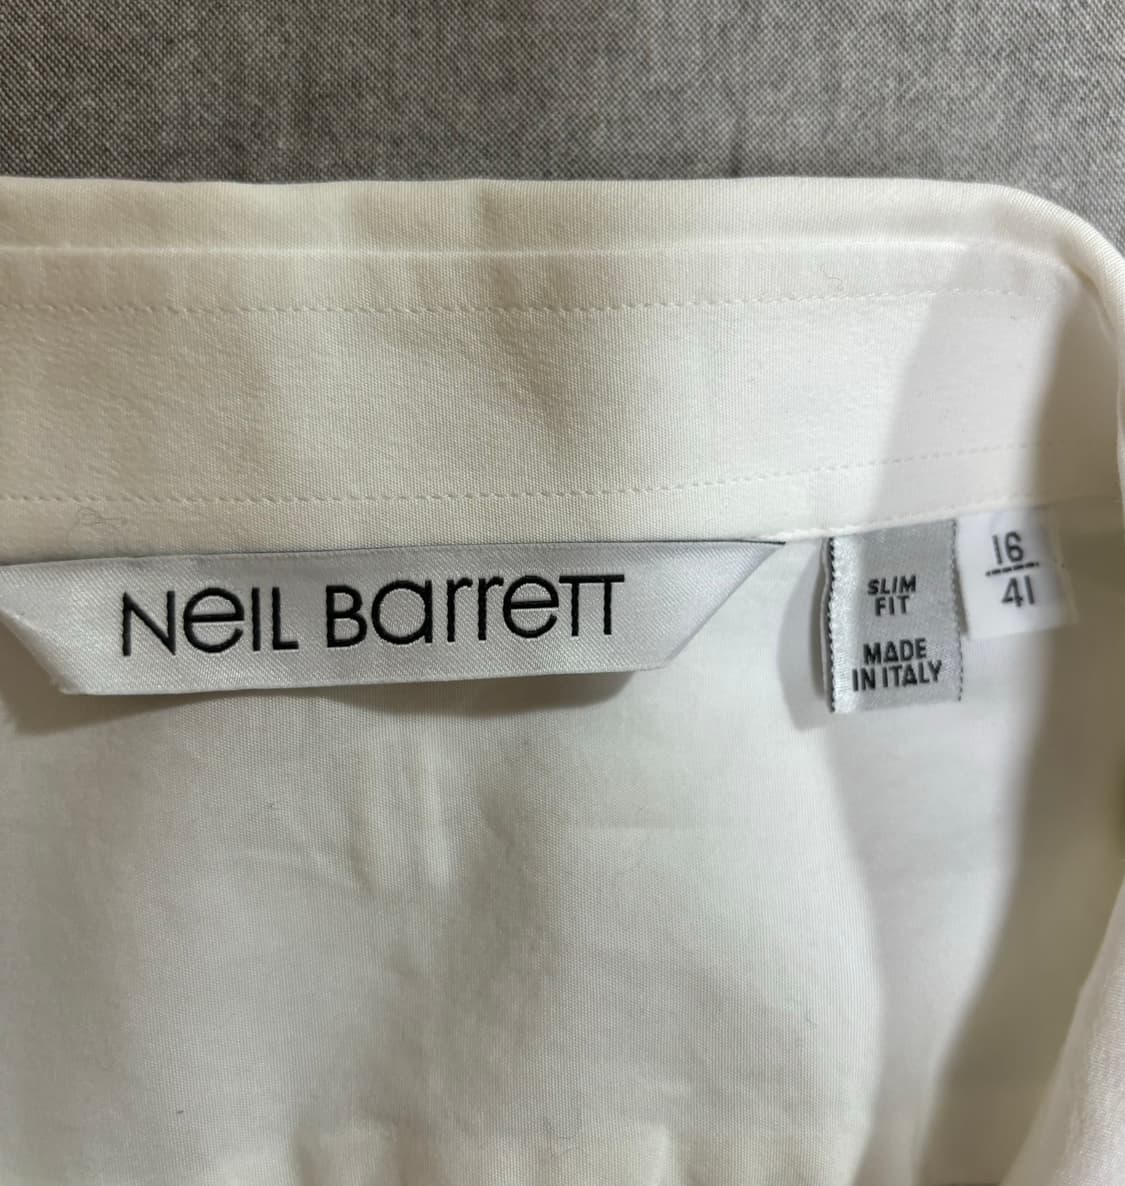 NeIL BarreTT
SLIM
FIT
MADE
IN ITALY
16
41